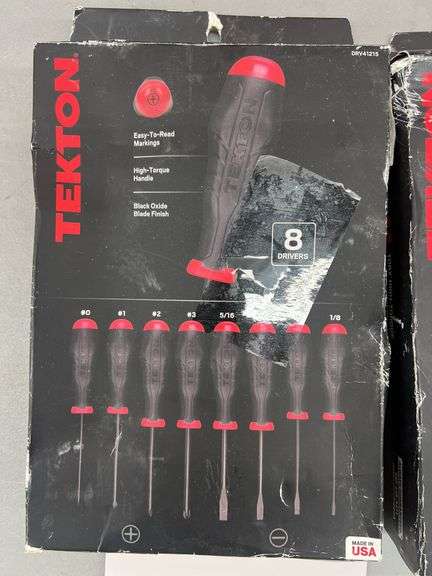 DRV41215
TEKTON
Easy-To-Read
Markings
High-Torque
Handle
Black Oxide
Blade Finish
TEKTON
8
DRIVERS
#0 #1 #2 #3 5/16 1/8
MADE IN
USA
TEKTON